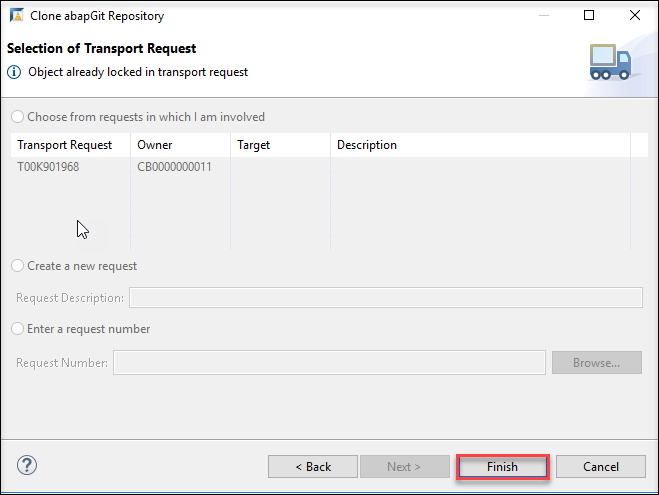 Clone abapGit Repository
Selection of Transport Request
Object already locked in transport request
Choose from requests in which I am involved
Transport Request Owner Target Description
T00K901968 CB0000000011
Create a new request
Request Description:
Enter a request number
Request Number: Browse...
? < Back Next > Finish Cancel